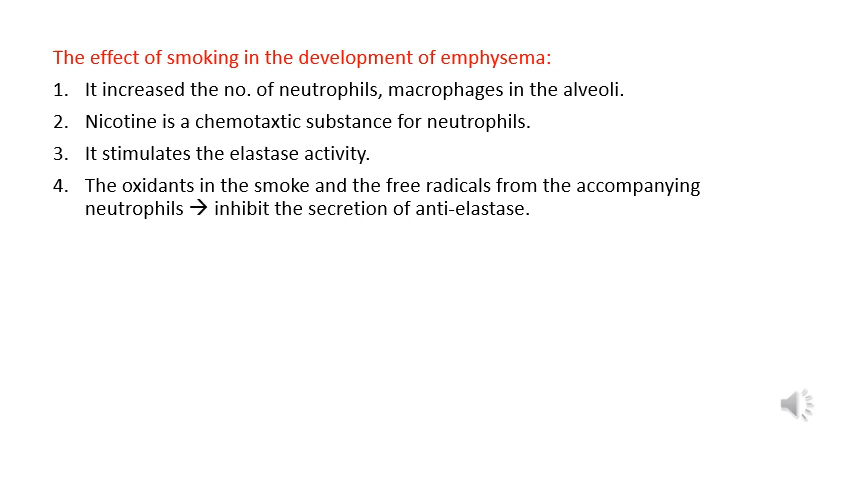 The effect of smoking in the development of emphysema:
1. It increased the no. of neutrophils, macrophages in the alveoli.
2. Nicotine is a chemotaxtic substance for neutrophils.
3. It stimulates the elastase activity.
4. The oxidants in the smoke and the free radicals from the accompanying
neutrophils → inhibit the secretion of anti-elastase.